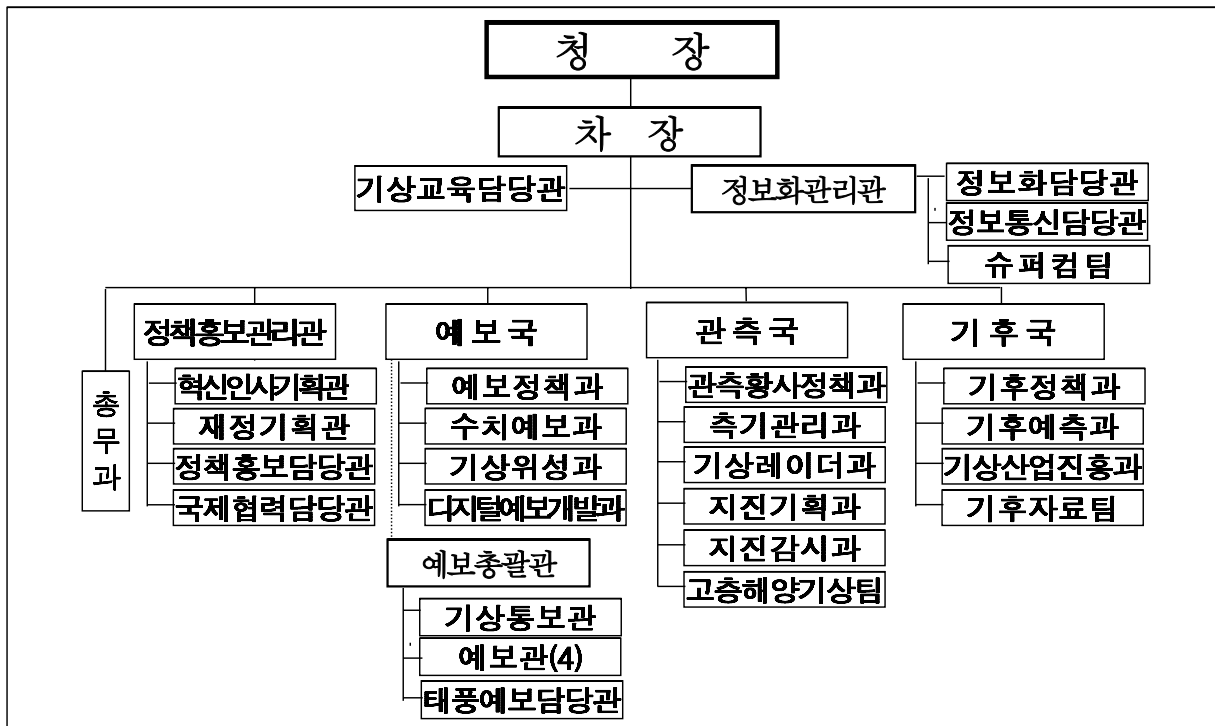 청 장
차 장
기상교육담당관
정보화관리관
정보화담당관
정보통신담당관
슈퍼컴팀
총무과
정책홍보관리관
혁신인사기획관
재정기획관
정책홍보담당관
국제협력담당관
예보국
예보정책과
수치예보과
기상위성과
디지털예보개발과
예보총괄관
기상통보관
예보관(4)
태풍예보담당관
관측국
관측황사정책과
측기관리과
기상레이더과
지진기획과
지진감시과
고층해양기상팀
기후국
기후정책과
기후예측과
기상산업진흥과
기후자료팀